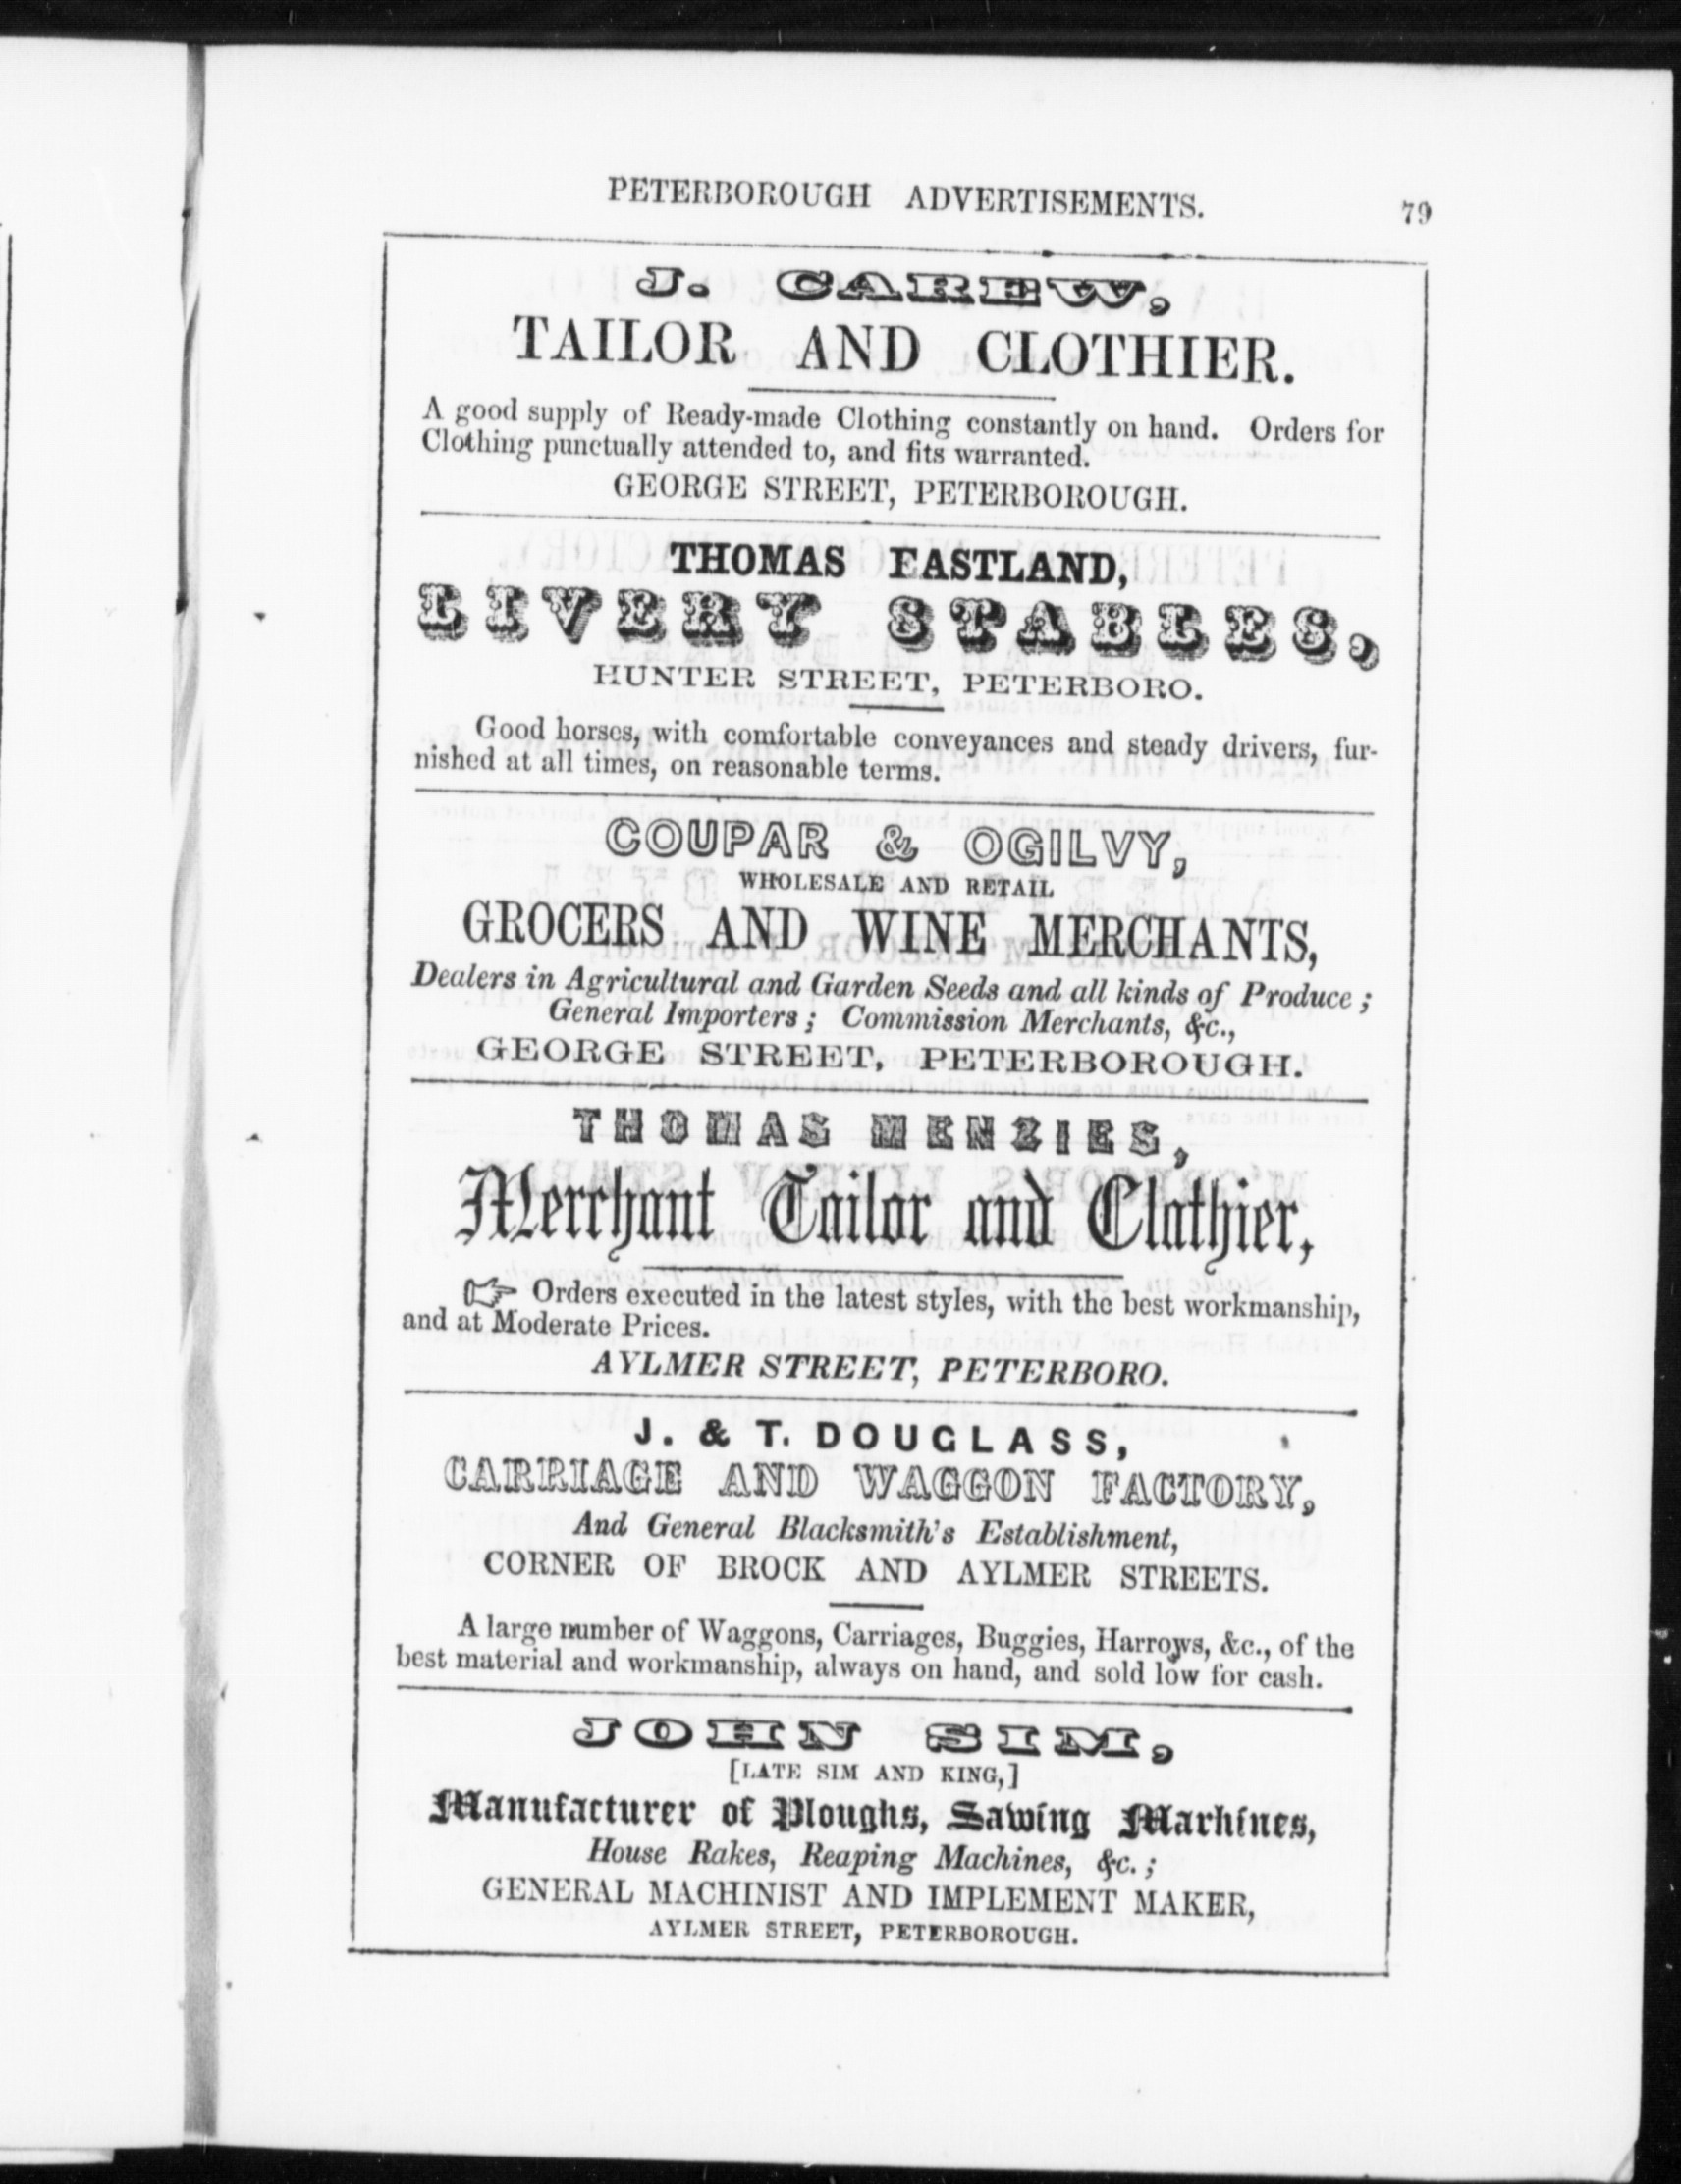 PETERBOROUGH ADVERTISEMENTS. 79
J. CAREW,
TAILOR AND CLOTHIER.
A good supply of Ready-made Clothing constantly on hand. Orders for
Clothing punctually attended to, and fits warranted.
GEORGE STREET, PETERBOROUGH.
THOMAS EASTLAND,
LIVERY STABLES,
HUNTER STREET, PETERBORO.
Good horses, with comfortable conveyances and steady drivers, fur-
nished at all times, on reasonable terms.
COUPAR & OGILVY,
WHOLESALE AND RETAIL
GROCERS AND WINE MERCHANTS,
Dealers in Agricultural and Garden Seeds and all kinds of Produce ;
General Importers ; Commission Merchants, &c.,
GEORGE STREET, PETERBOROUGH.
THOMAS MENZIES,
Merchant Tailor and Clothier,
☞ Orders executed in the latest styles, with the best workmanship,
and at Moderate Prices.
AYLMER STREET, PETERBORO.
J. & T. DOUGLASS,
CARRIAGE AND WAGGON FACTORY,
And General Blacksmith's Establishment,
CORNER OF BROCK AND AYLMER STREETS.
A large number of Waggons, Carriages, Buggies, Harrows, &c., of the
best material and workmanship, always on hand, and sold low for cash.
JOHN SIM,
[LATE SIM AND KING,]
Manufacturer of Ploughs, Sawing Marhines,
House Rakes, Reaping Machines, &c. ;
GENERAL MACHINIST AND IMPLEMENT MAKER,
AYLMER STREET, PETERBOROUGH.